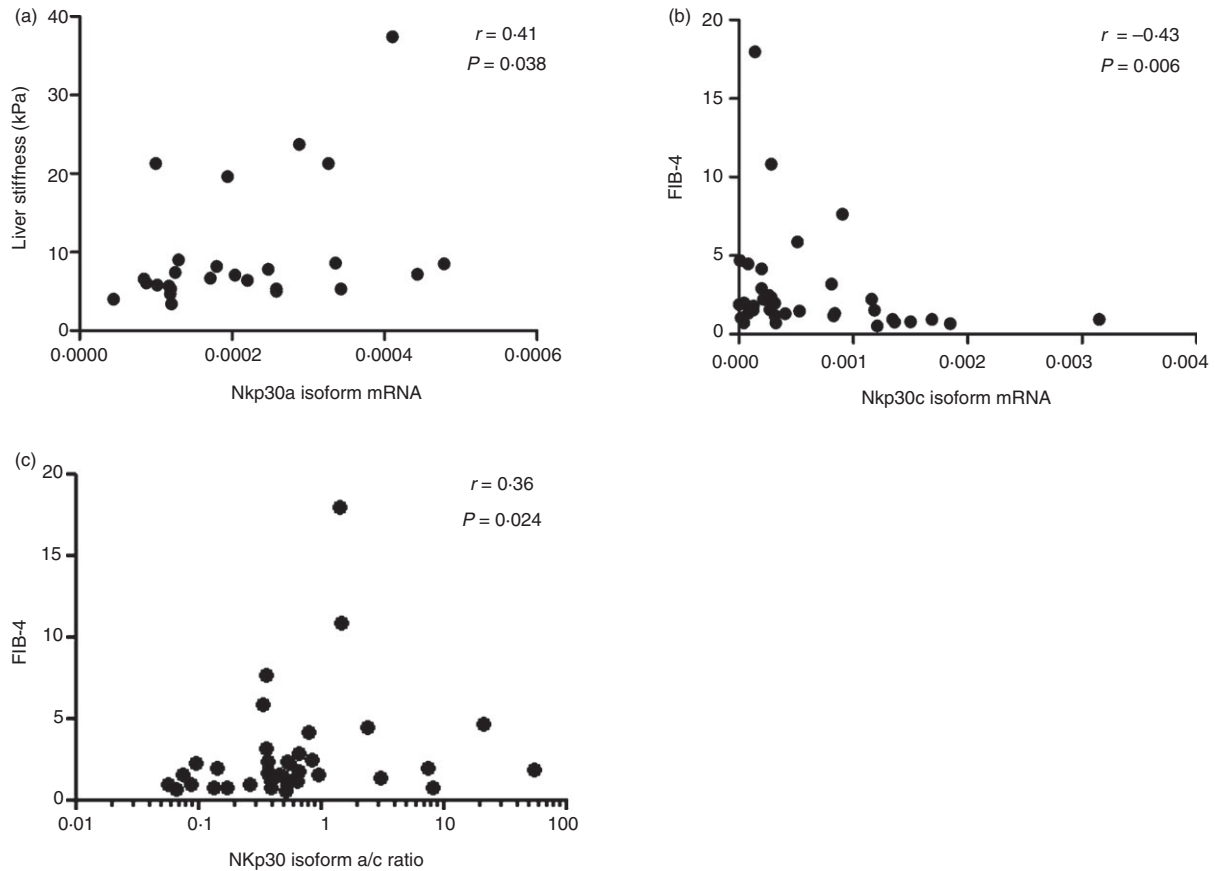 (a)
r = 0·41
P = 0·038
40
30
20
10
0
Liver stiffness (kPa)
0·0000
0·0002
0·0004
0·0006
Nkp30a isoform mRNA
(b)
r = –0·43
P = 0·006
20
15
10
5
0
FIB-4
0·000
0·001
0·002
0·003
0·004
Nkp30c isoform mRNA
(c)
r = 0·36
P = 0·024
20
15
10
5
0
FIB-4
0·01
0·1
1
10
100
NKp30 isoform a/c ratio